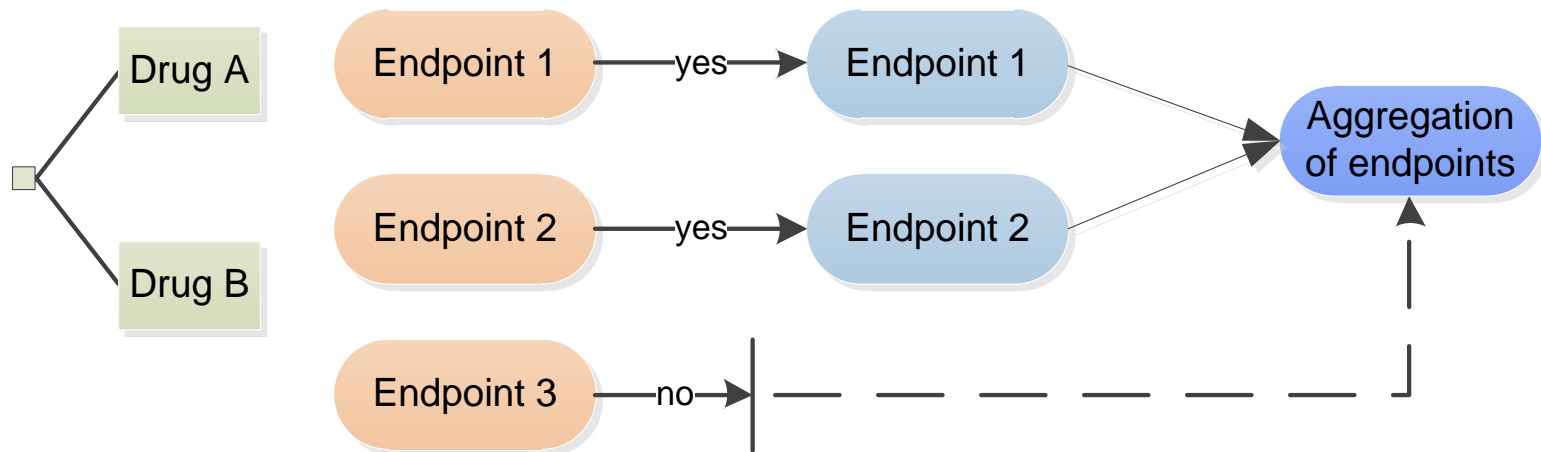 Drug A
Endpoint 1
yes
Endpoint 1
Aggregation
of endpoints
Endpoint 2
yes
Endpoint 2
Drug B
Endpoint 3
no